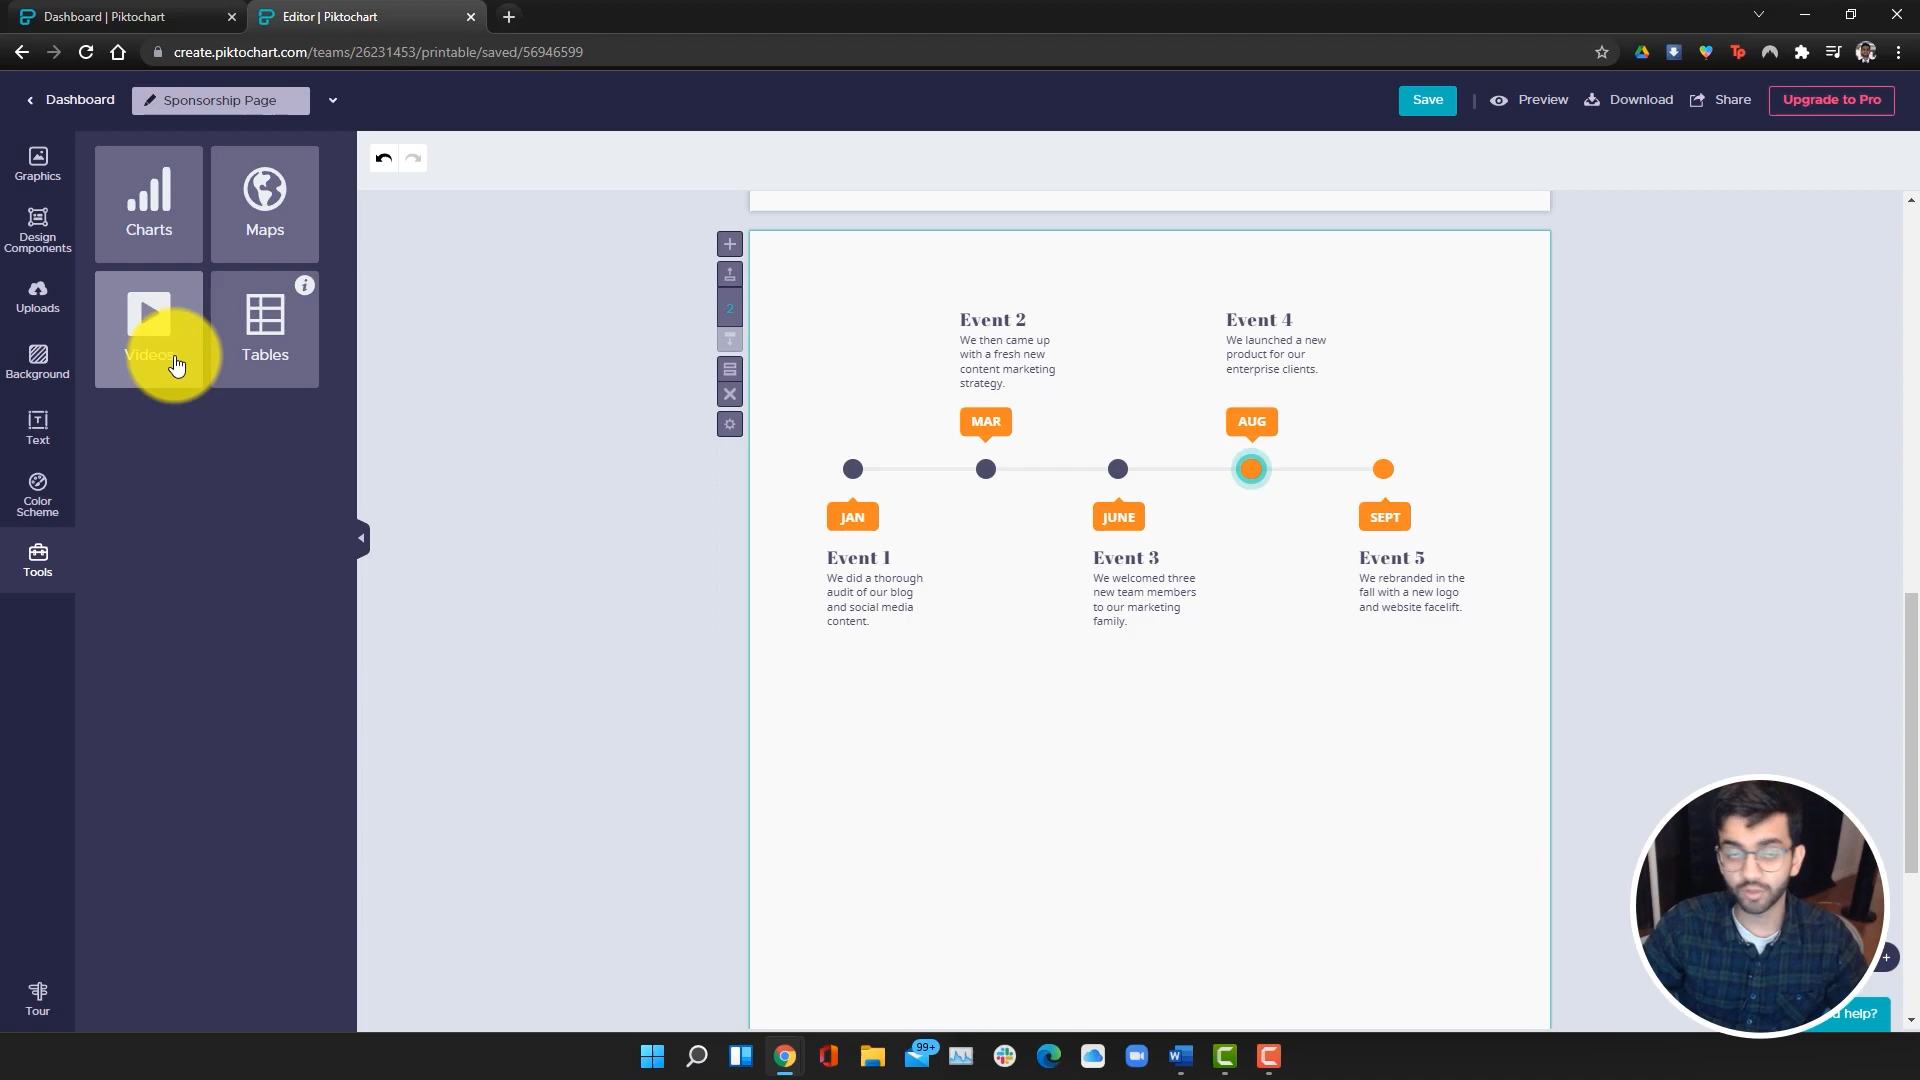 Dashboard | Piktochart
Editor | Piktochart
create.piktochart.com/teams/26231453/printable/saved/56946599
Tp
Dashboard
Sponsorship Page
Save
Preview
Download
Share
Upgrade to Pro
Graphics
Design
Components
Uploads
Background
Text
Color
Scheme
Tools
Tour
Charts
Maps
Videos
Tables
2
Event 2
We then came up
with a fresh new
content marketing
strategy.
Event 4
We launched a new
product for our
enterprise clients.
MAR
AUG
JAN
JUNE
SEPT
Event 1
We did a thorough
audit of our blog
and social media
content.
Event 3
We welcomed three
new team members
to our marketing
family.
Event 5
We rebranded in the
fall with a new logo
and website facelift.
help?
99+